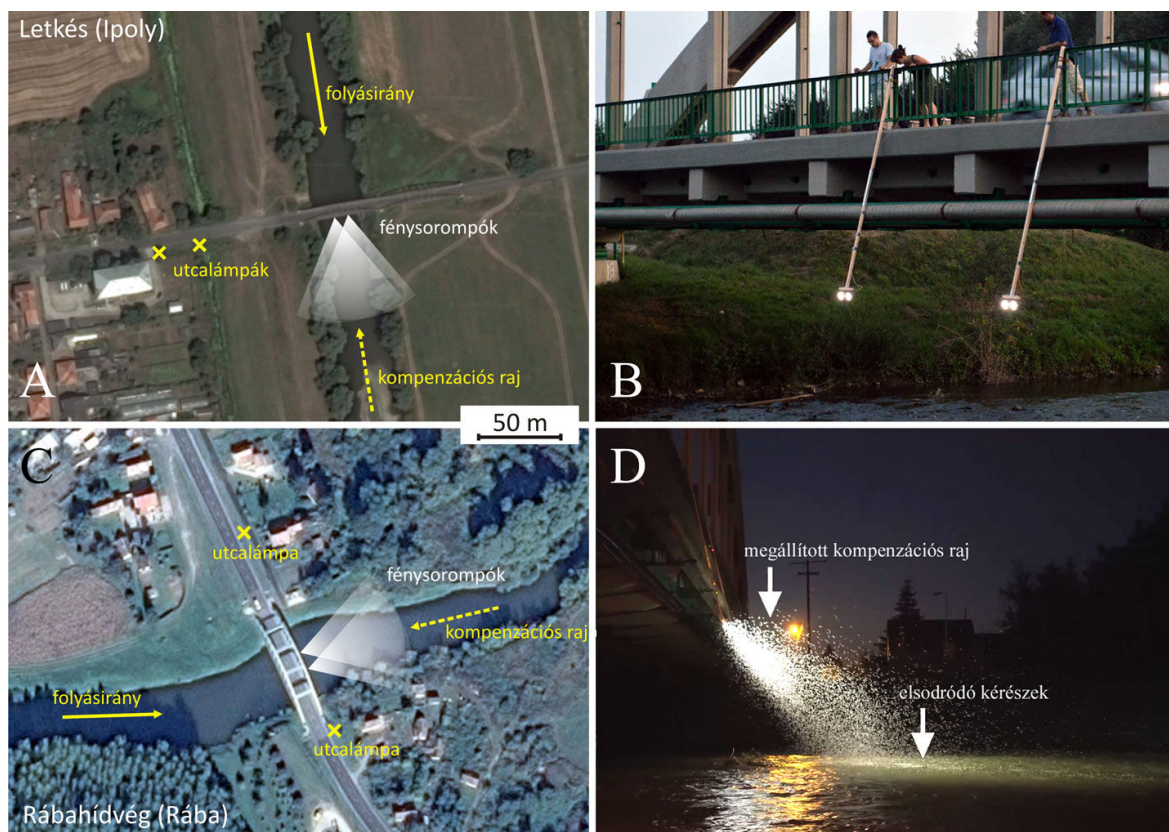 Letkés (Ipoly)
folyásirány
fénysorompók
utcalámpák
kompenzációs raj
A
50 m
B
C
utcalámpa
fénysorompók
kompenzációs raj
folyásirány
utcalámpa
Rábahídvég (Rába)
D
megállított kompenzációs raj
elsodródó kérészek